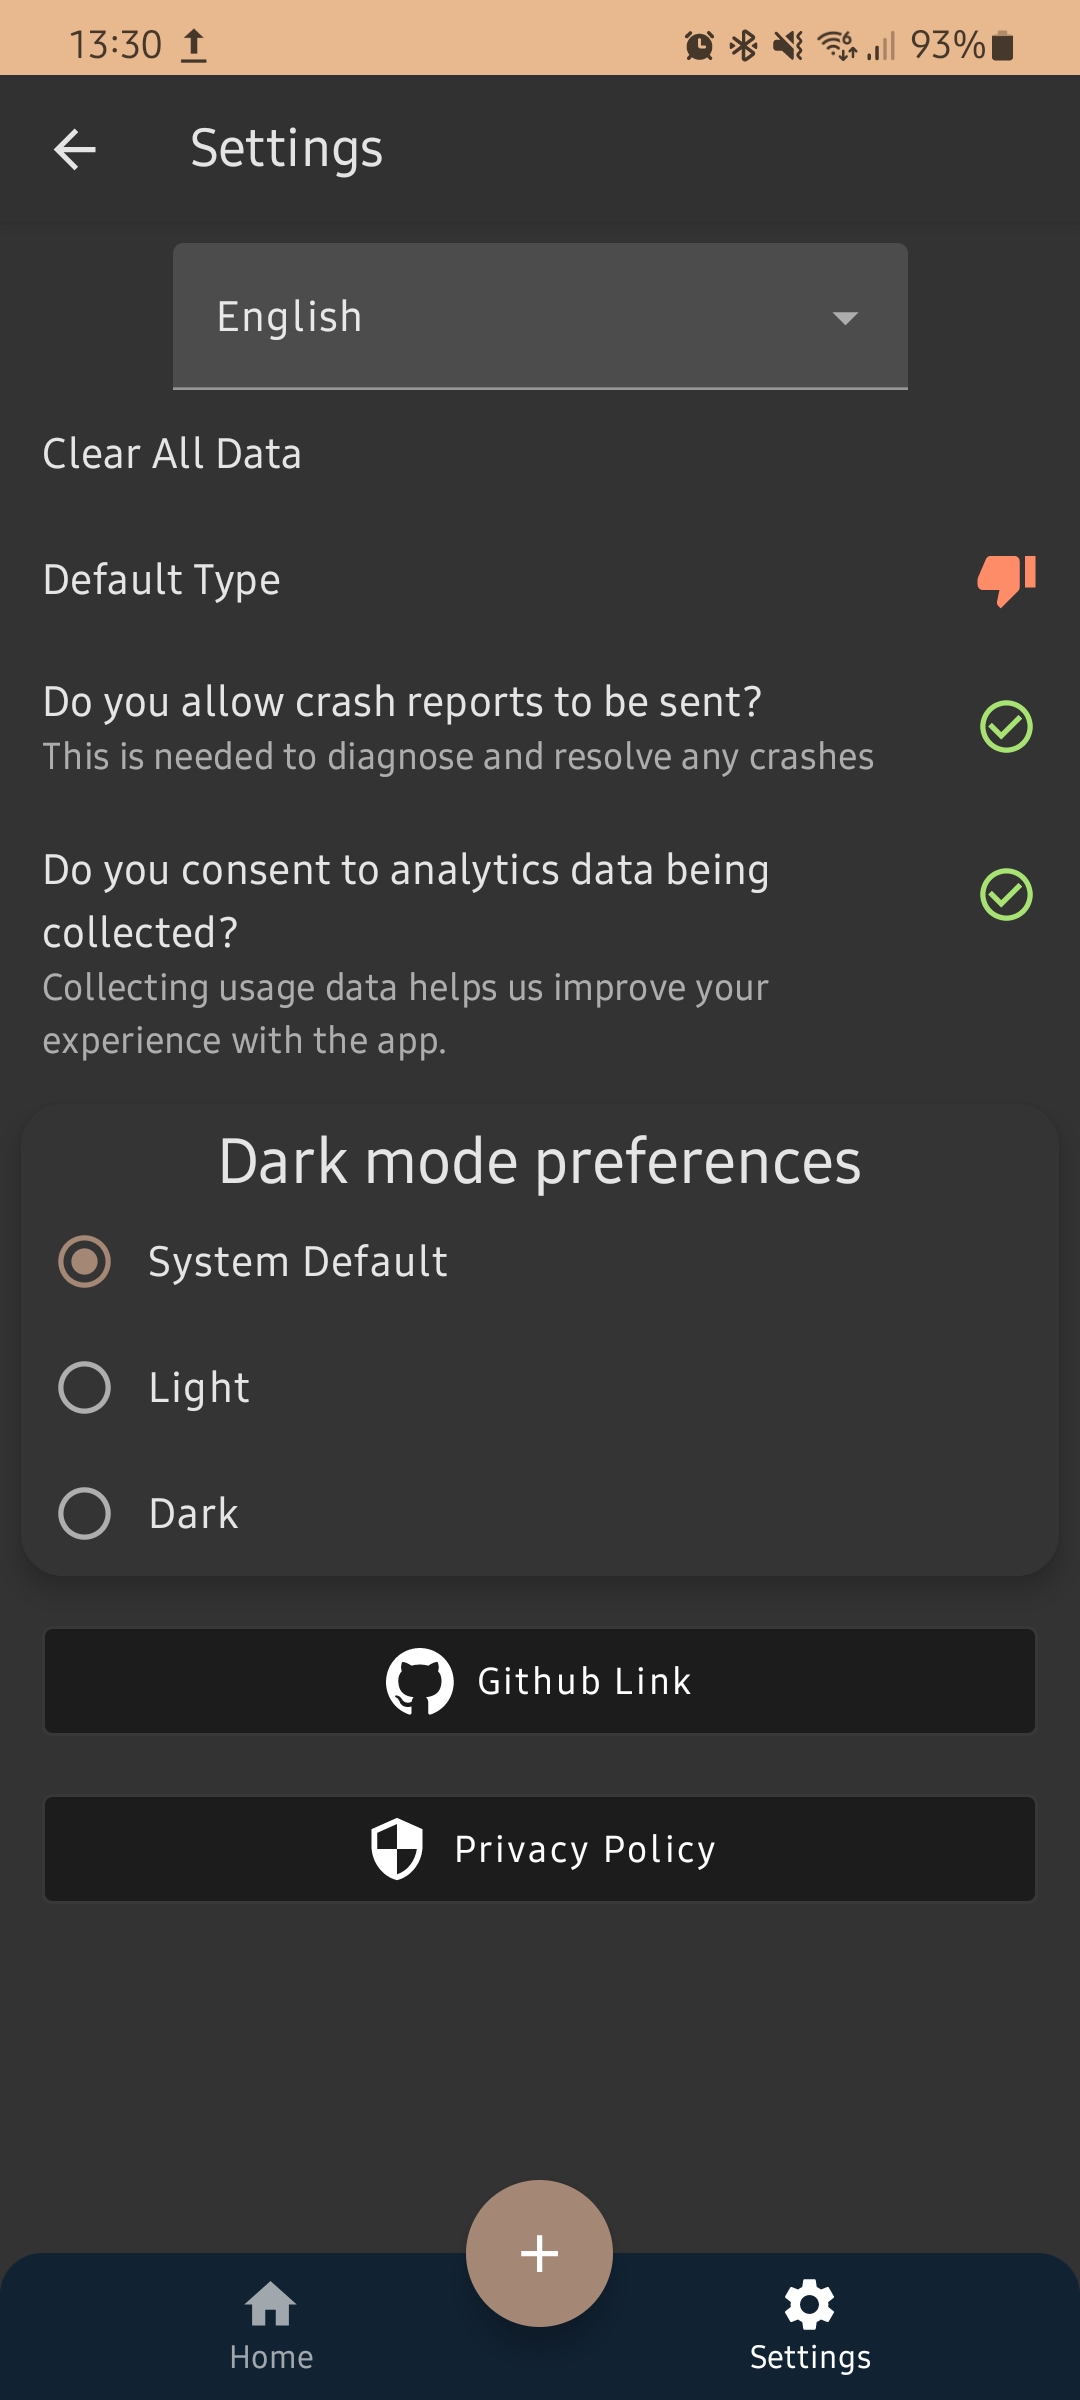 13:30
93%
Settings
English
Clear All Data
Default Type
Do you allow crash reports to be sent?
This is needed to diagnose and resolve any crashes
Do you consent to analytics data being
collected?
Collecting usage data helps us improve your
experience with the app.
Dark mode preferences
System Default
Light
Dark
Github Link
Privacy Policy
Home
Settings